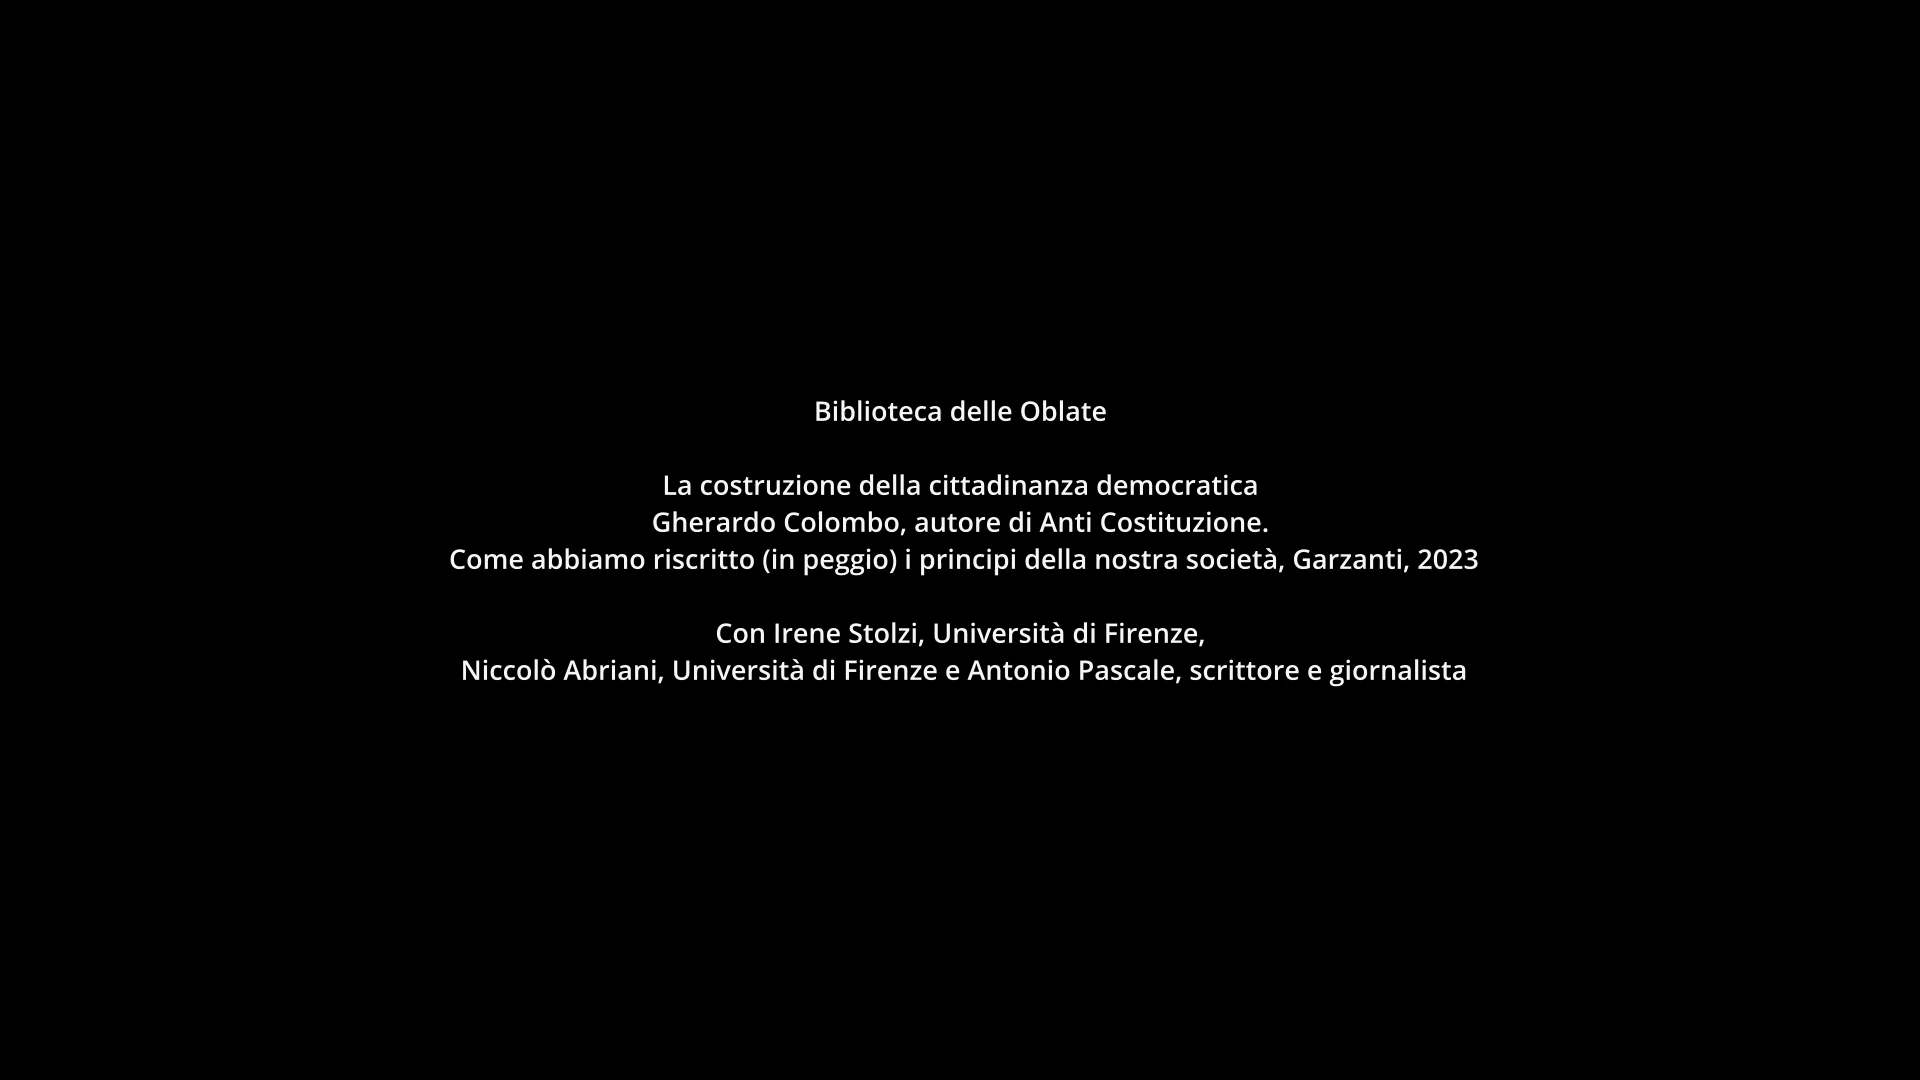 Biblioteca delle Oblate
La costruzione della cittadinanza democratica
Gherardo Colombo, autore di Anti Costituzione.
Come abbiamo riscritto (in peggio) i principi della nostra società, Garzanti, 2023
Con Irene Stolzi, Università di Firenze,
Niccolò Abriani, Università di Firenze e Antonio Pascale, scrittore e giornalista